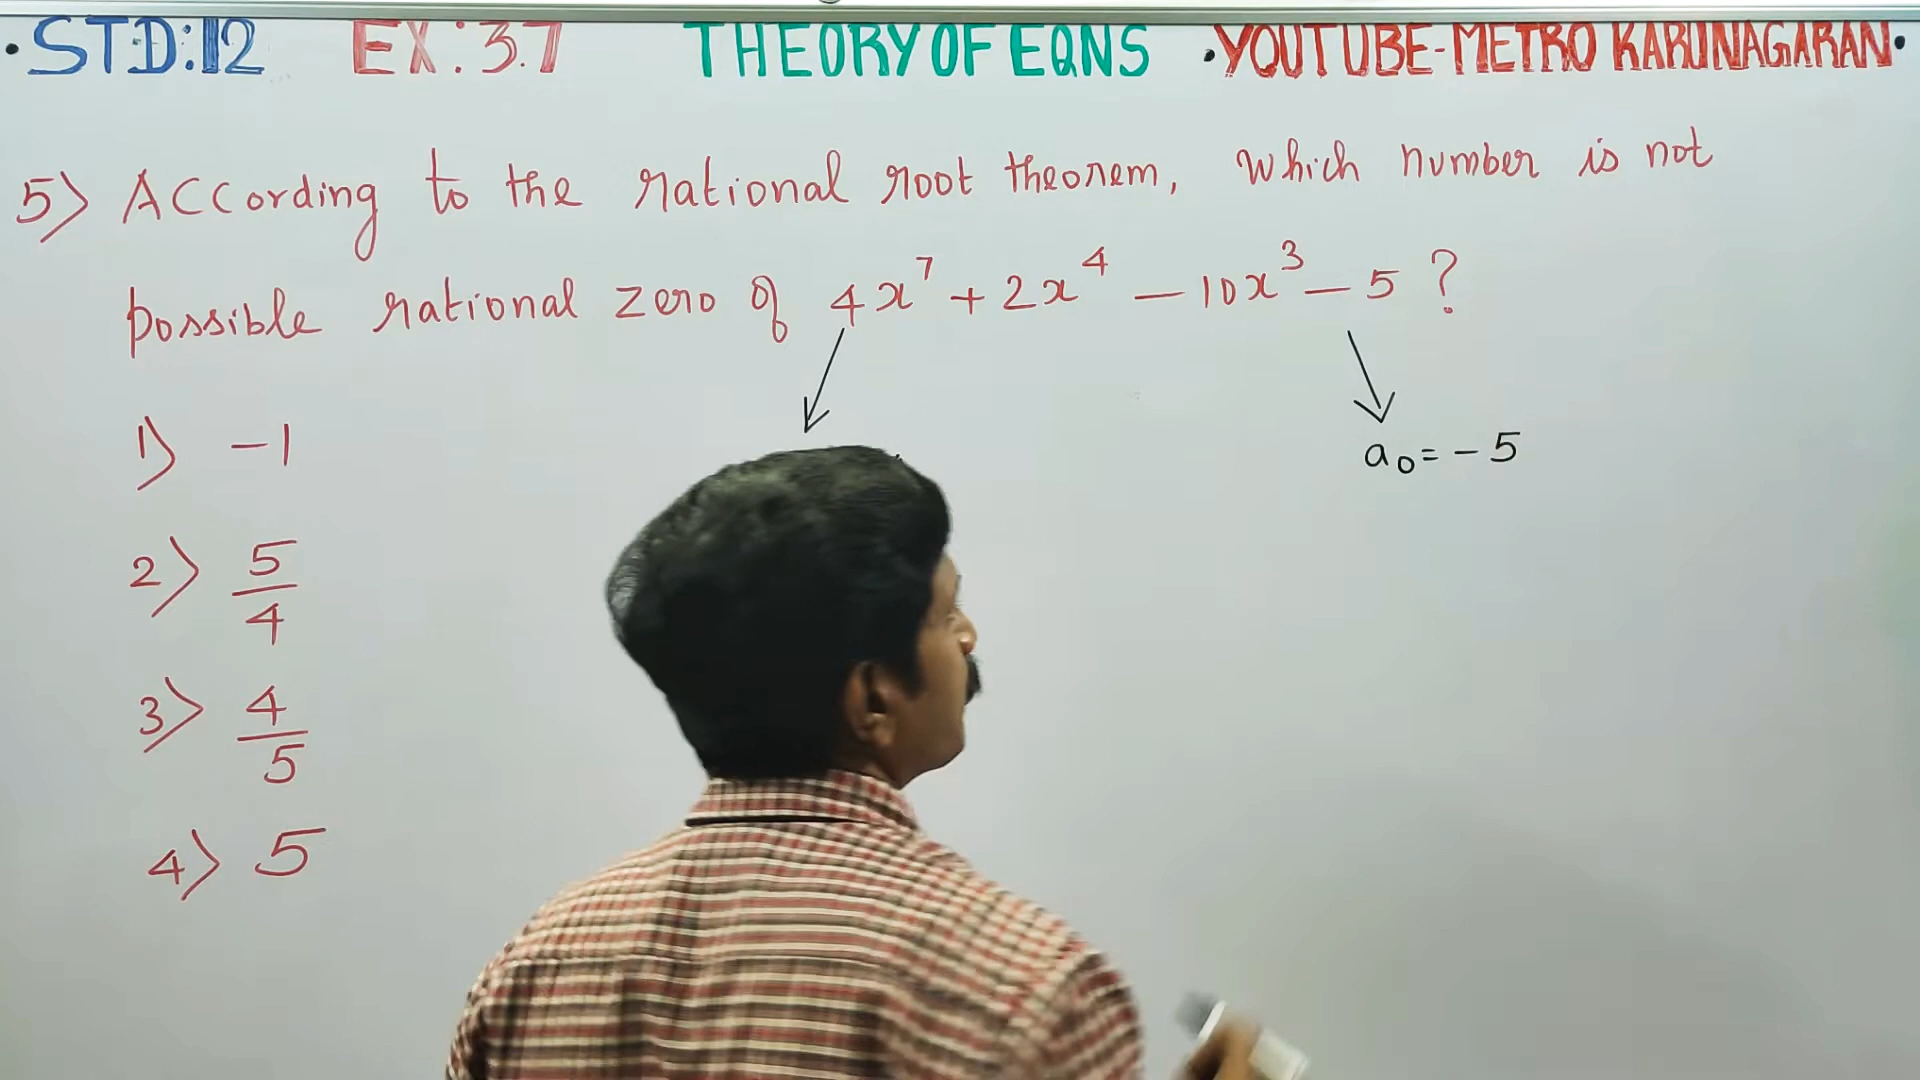 •STD:12 EX:3.7 THEORY OF EQNS •YOUTUBE-METRO KARUNAGARAN•
5) According to the rational root theorem, which number is not
possible rational zero of 4x⁷ + 2x⁴ – 10x³ – 5 ?
a₀ = – 5
1) –1
2) 5/4
3) 4/5
4) 5